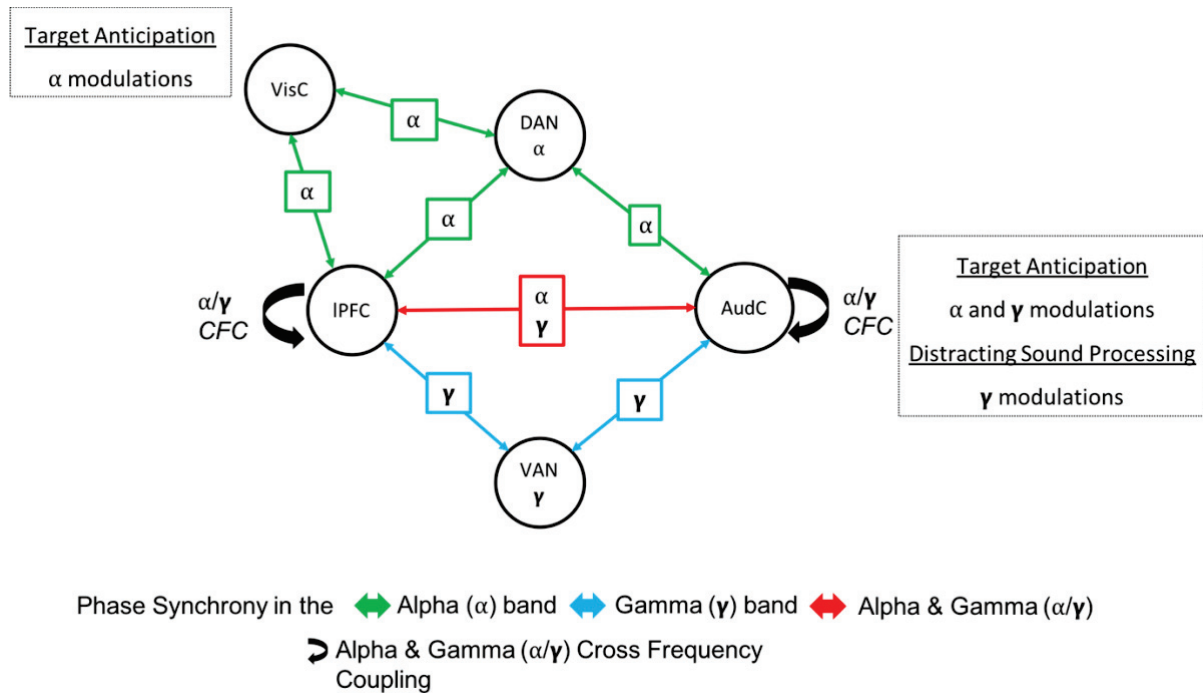 Target Anticipation
α modulations
VisC
α
DAN
α
α
α
α
Target Anticipation
α and γ modulations
Distracting Sound Processing
γ modulations
α/γ
CFC
lPFC
α
γ
AudC
α/γ
CFC
γ
γ
VAN
γ
Phase Synchrony in the Alpha (α) band Gamma (γ) band Alpha & Gamma (α/γ)
Alpha & Gamma (α/γ) Cross Frequency
Coupling